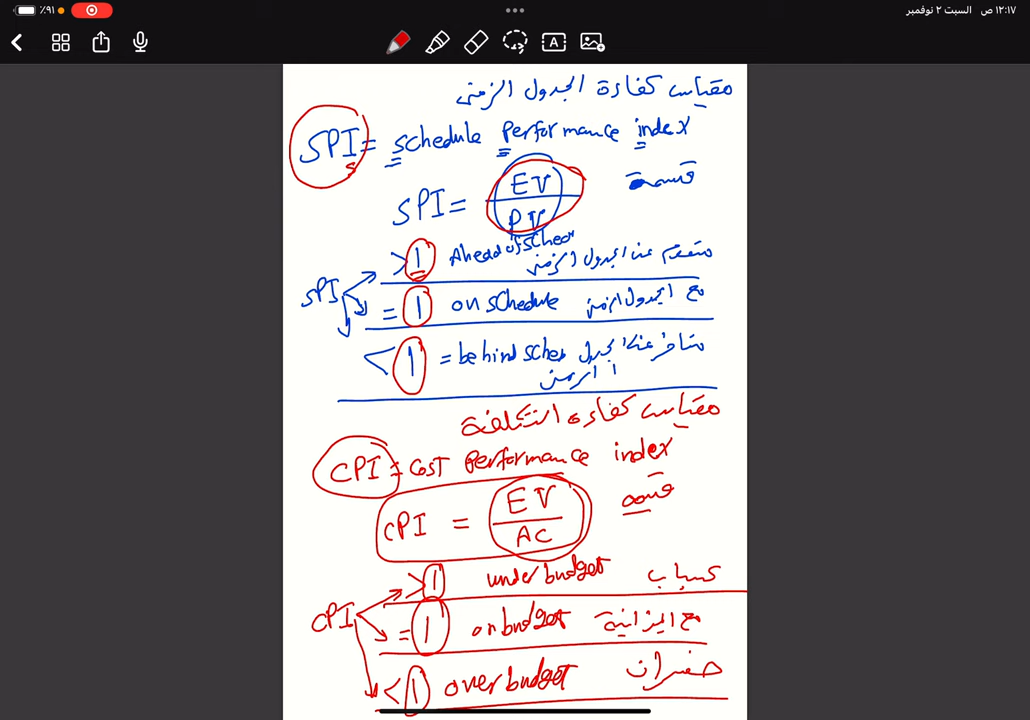 ٪٩١
١٢:١٧ ص السبت ٢ نوفمبر
A
مقياس كفاءة الجدول الزمني
SPI = schedule performance index
قسمة
SPI = EV
PV
>1 Ahead of sched متقدم عن الجدول الزمني
SPI
= 1 on schedule مع الجدول الزمني
<1 = behind sched متأخر عن الجدول
الزمني
مقياس كفاءة التكلفة
CPI = Cost Performance index
قسمة
CPI = EV
AC
>1 under budget كسبان
CPI
= 1 on budget مع الميزانية
<1 over budget خسران